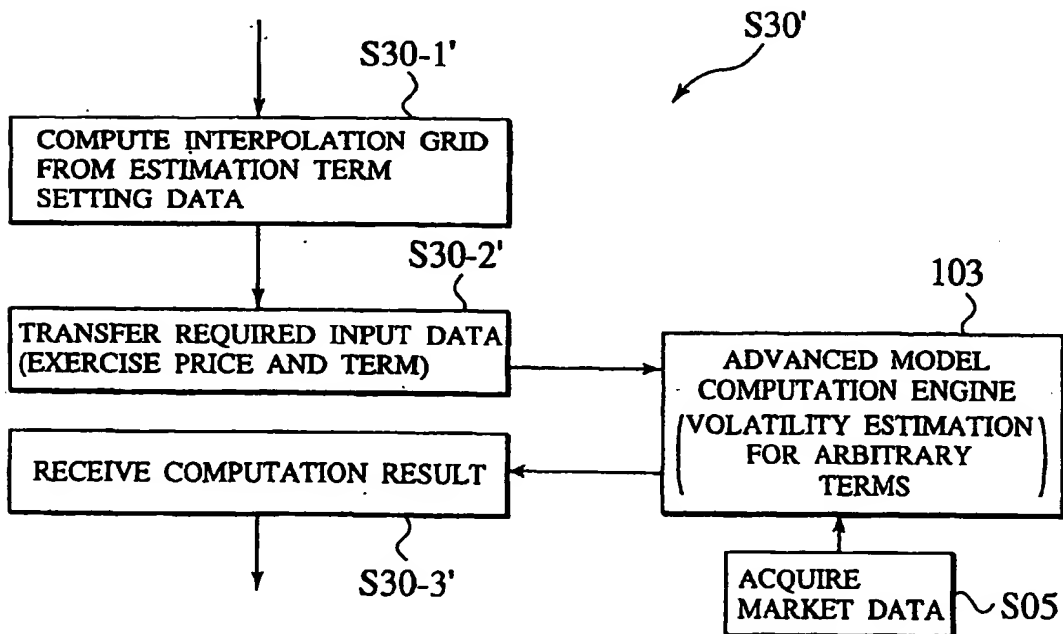 S30'
S30-1'
COMPUTE INTERPOLATION GRID
FROM ESTIMATION TERM
SETTING DATA
S30-2'
TRANSFER REQUIRED INPUT DATA
(EXERCISE PRICE AND TERM)
103
ADVANCED MODEL
COMPUTATION ENGINE
(VOLATILITY ESTIMATION
FOR ARBITRARY
TERMS)
RECEIVE COMPUTATION RESULT
S30-3'
ACQUIRE
MARKET DATA
S05